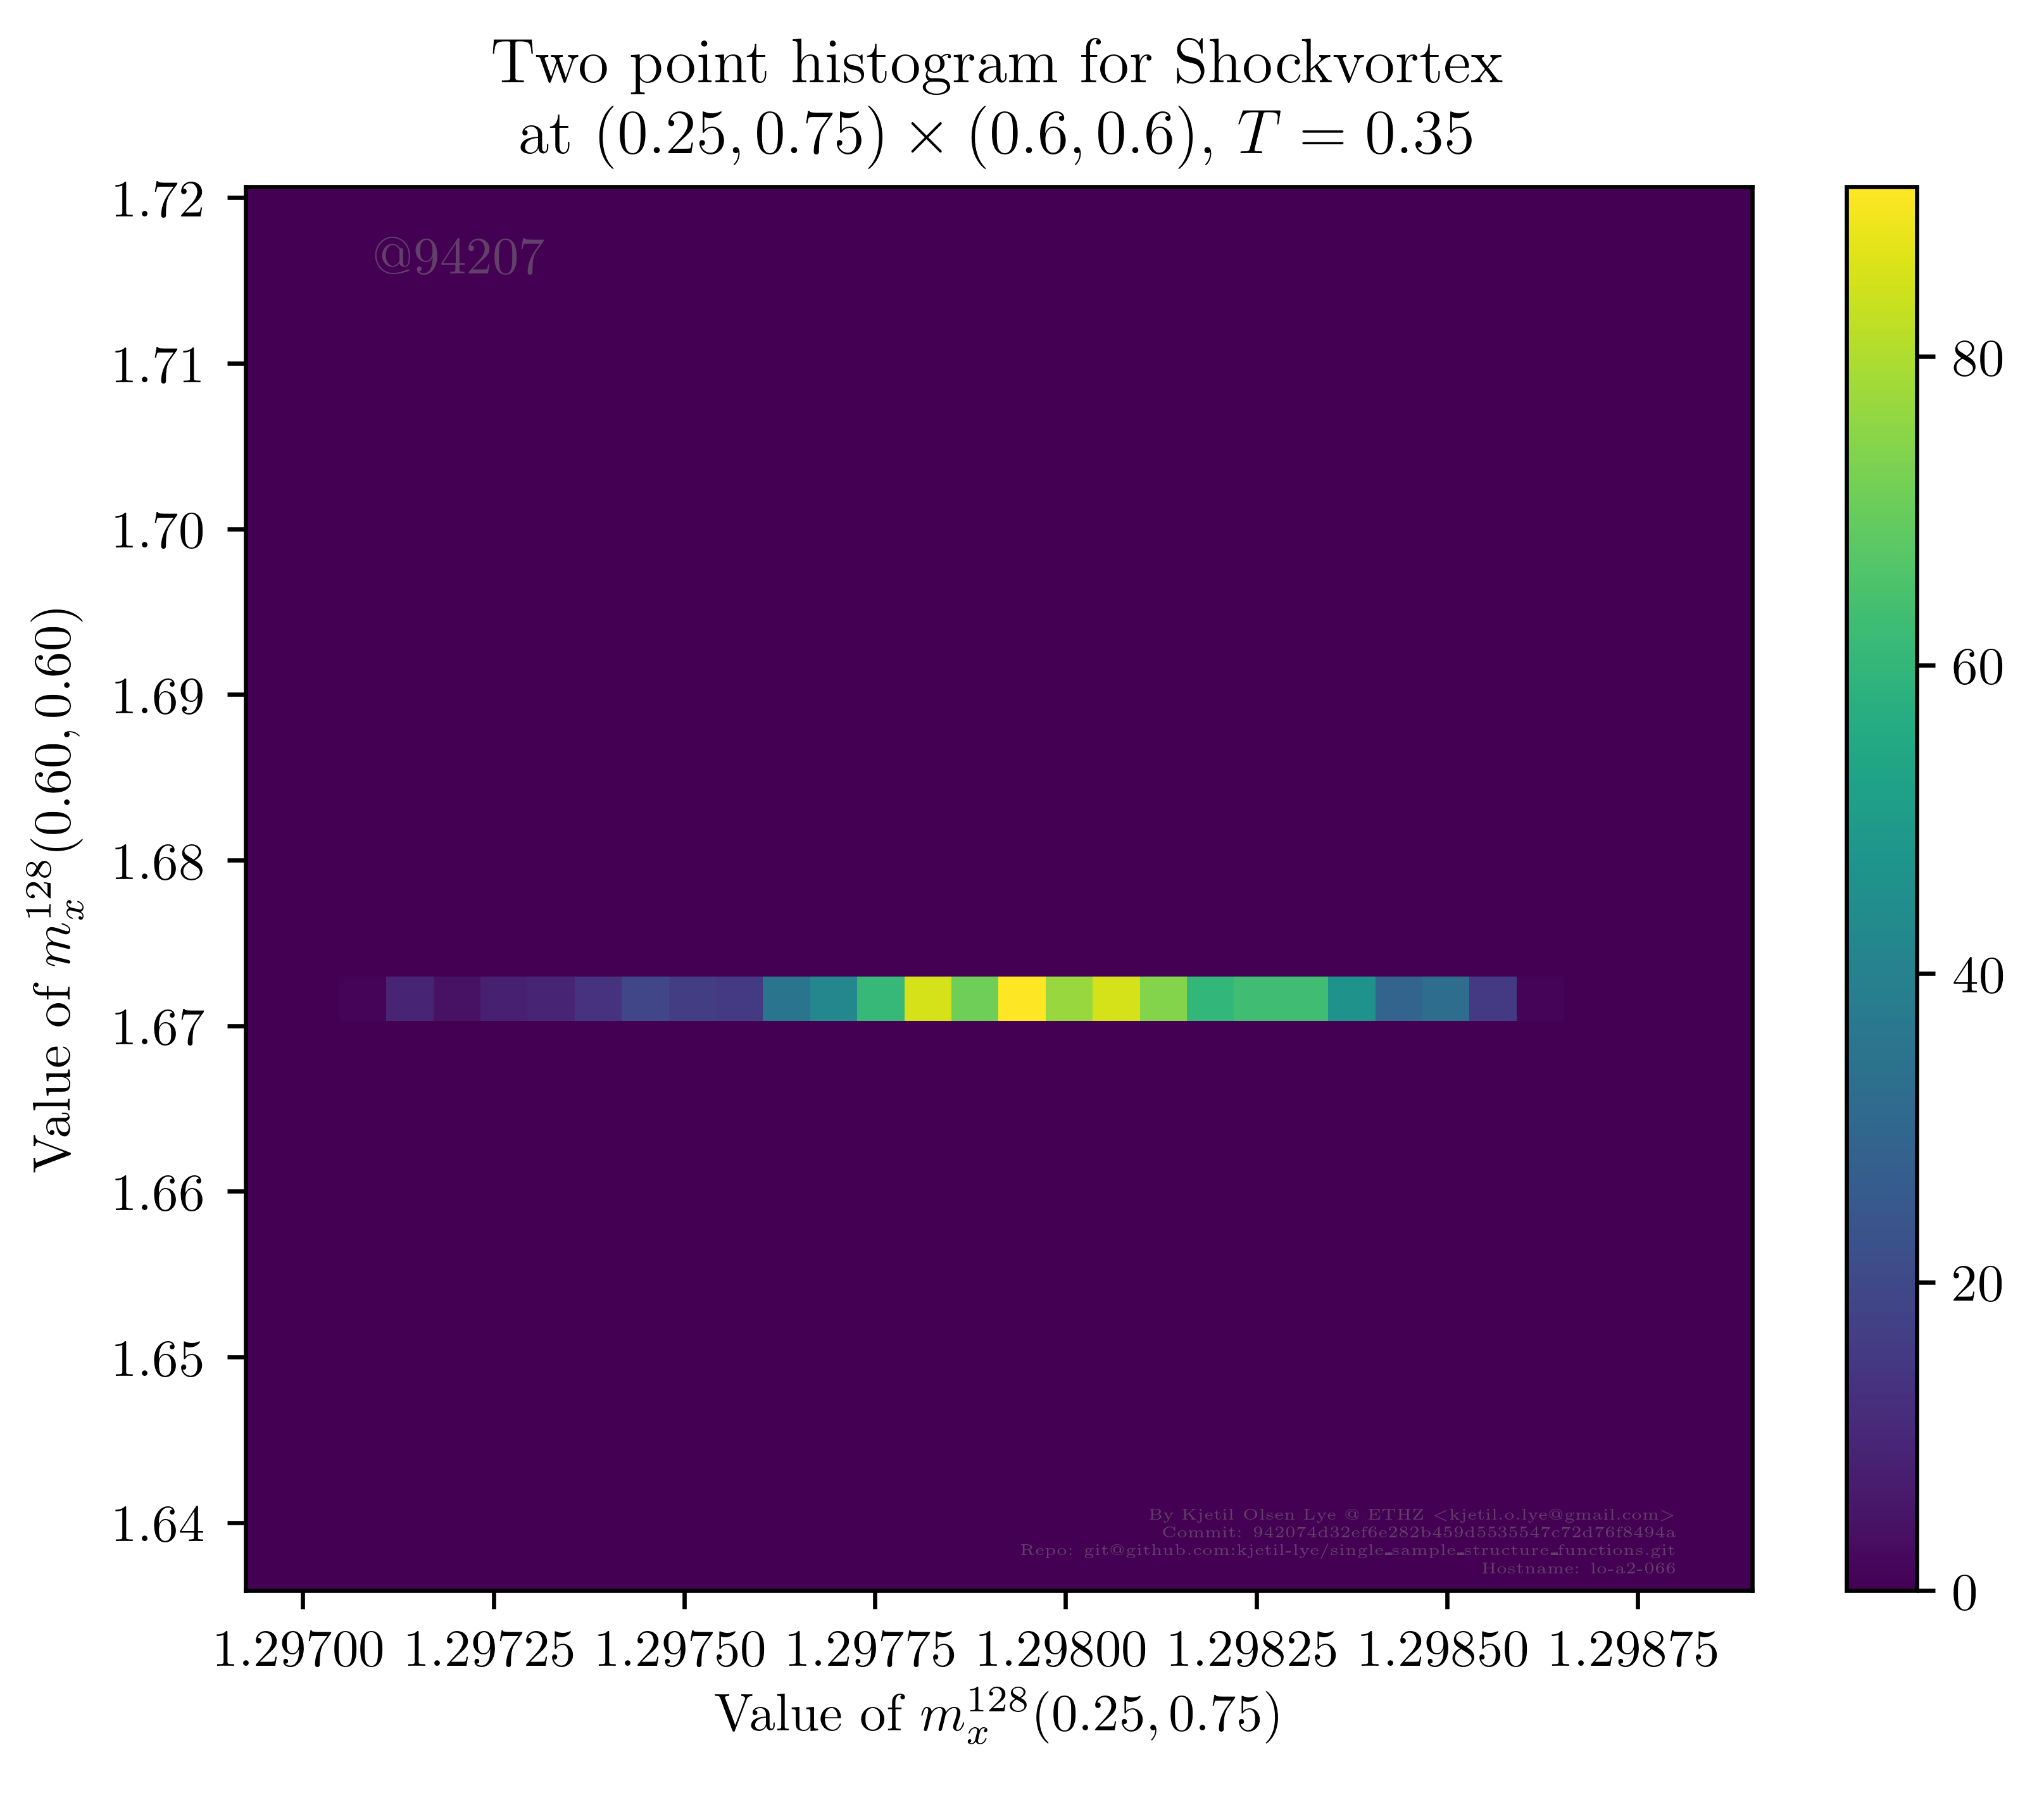 Two point histogram for Shockvortex
at (0.25, 0.75) × (0.6, 0.6), T = 0.35
1.72
1.71
1.70
1.69
1.68
1.67
1.66
1.65
1.64
Value of m_x^128(0.60, 0.60)
@94207
By Kjetil Olsen Lye @ ETHZ <kjetil.o.lye@gmail.com>
Commit: 942074d32ef6e282b459d5535547c72d76f8494a
Repo: git@github.com:kjetil-lye/single_sample_structure_functions.git
Hostname: lo-a2-066
1.29700 1.29725 1.29750 1.29775 1.29800 1.29825 1.29850 1.29875
Value of m_x^128(0.25, 0.75)
80
60
40
20
0